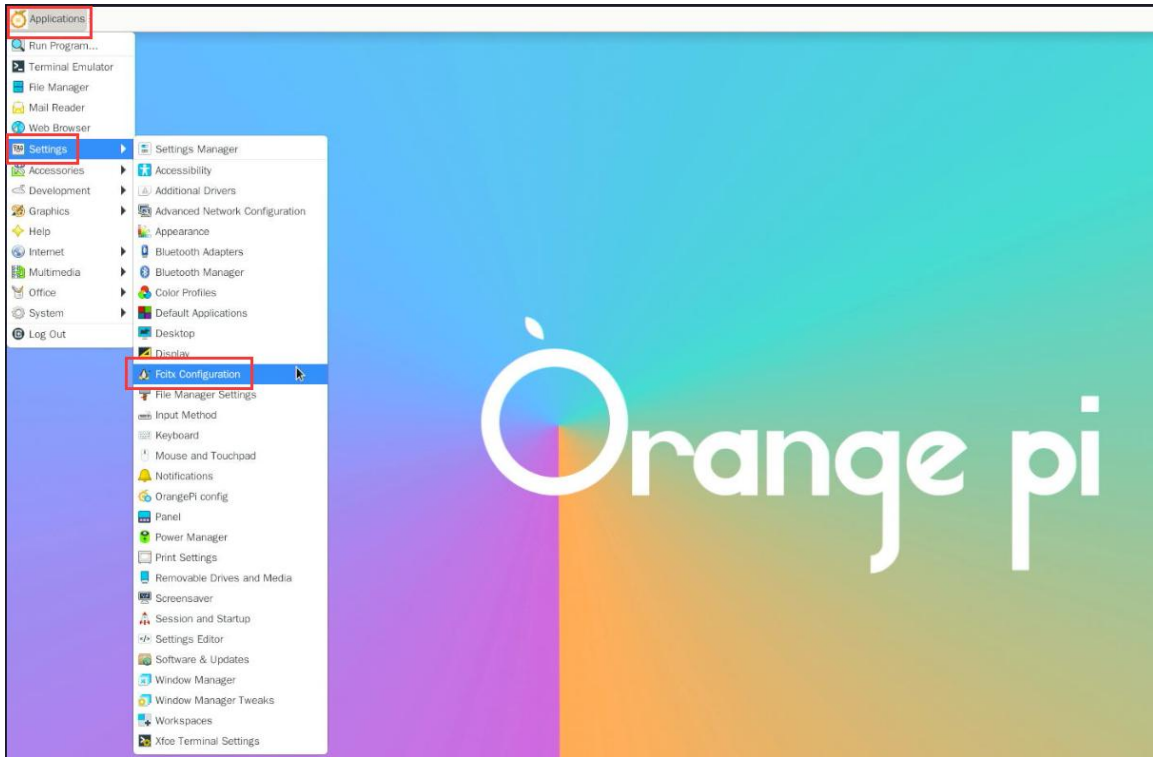 Applications
Run Program...
Terminal Emulator
File Manager
Mail Reader
Web Browser
Settings
Accessories
Development
Graphics
Help
Internet
Multimedia
Office
System
Log Out
Settings Manager
Accessibility
Additional Drivers
Advanced Network Configuration
Appearance
Bluetooth Adapters
Bluetooth Manager
Color Profiles
Default Applications
Desktop
Display
Fcitx Configuration
File Manager Settings
Input Method
Keyboard
Mouse and Touchpad
Notifications
OrangePi config
Panel
Power Manager
Print Settings
Removable Drives and Media
Screensaver
Session and Startup
Settings Editor
Software & Updates
Window Manager
Window Manager Tweaks
Workspaces
Xfce Terminal Settings
Orange pi